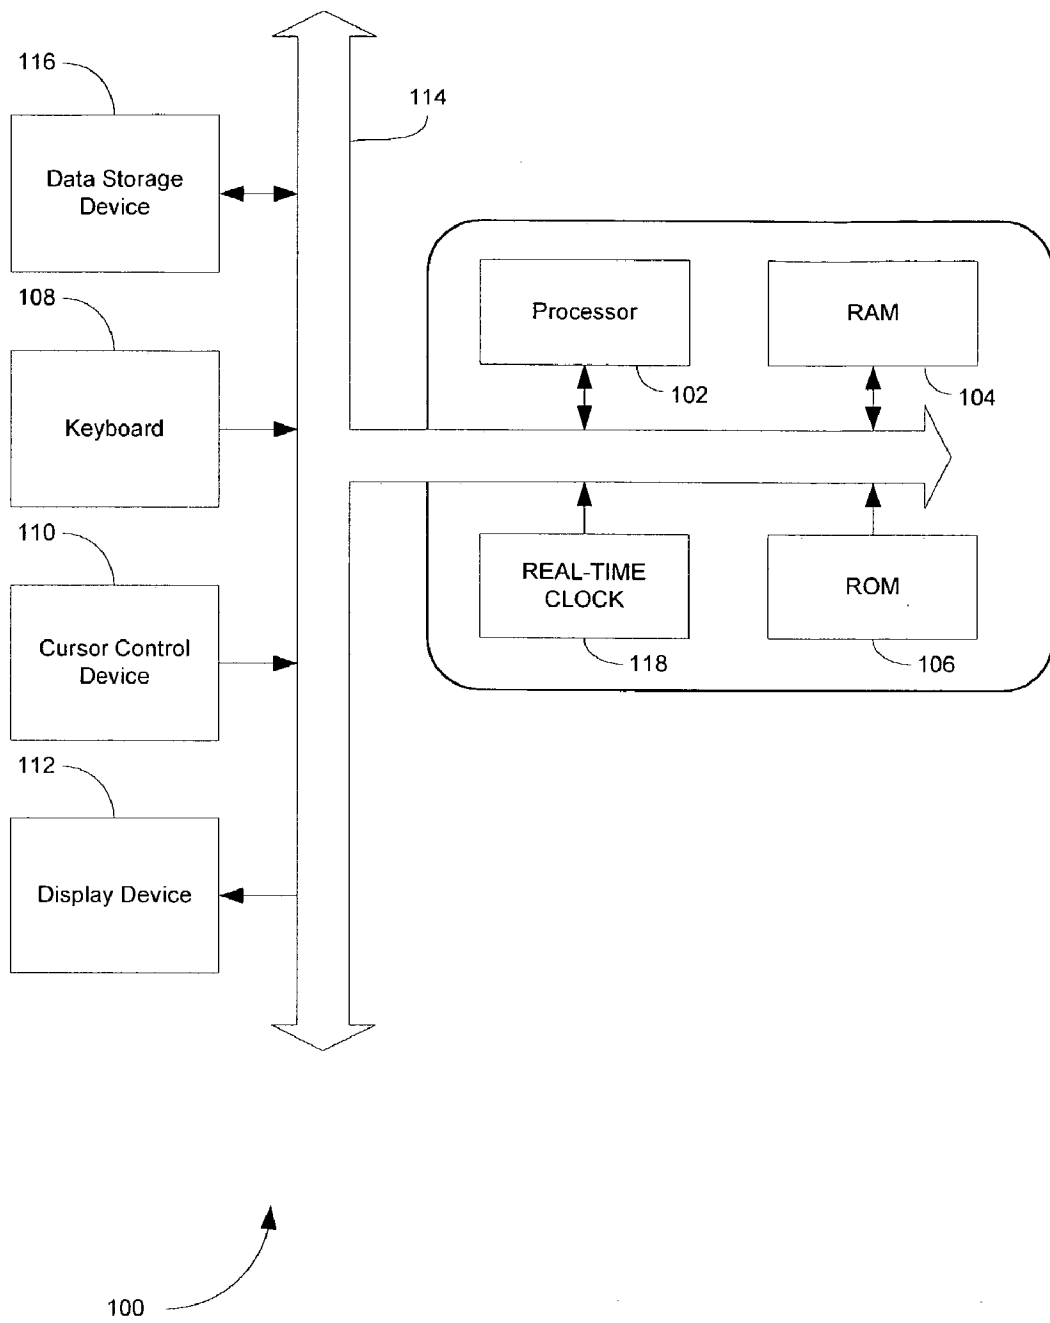 116
114
Data Storage
Device
108
Keyboard
Processor
102
RAM
104
110
Cursor Control
Device
REAL-TIME
CLOCK
118
ROM
106
112
Display Device
100